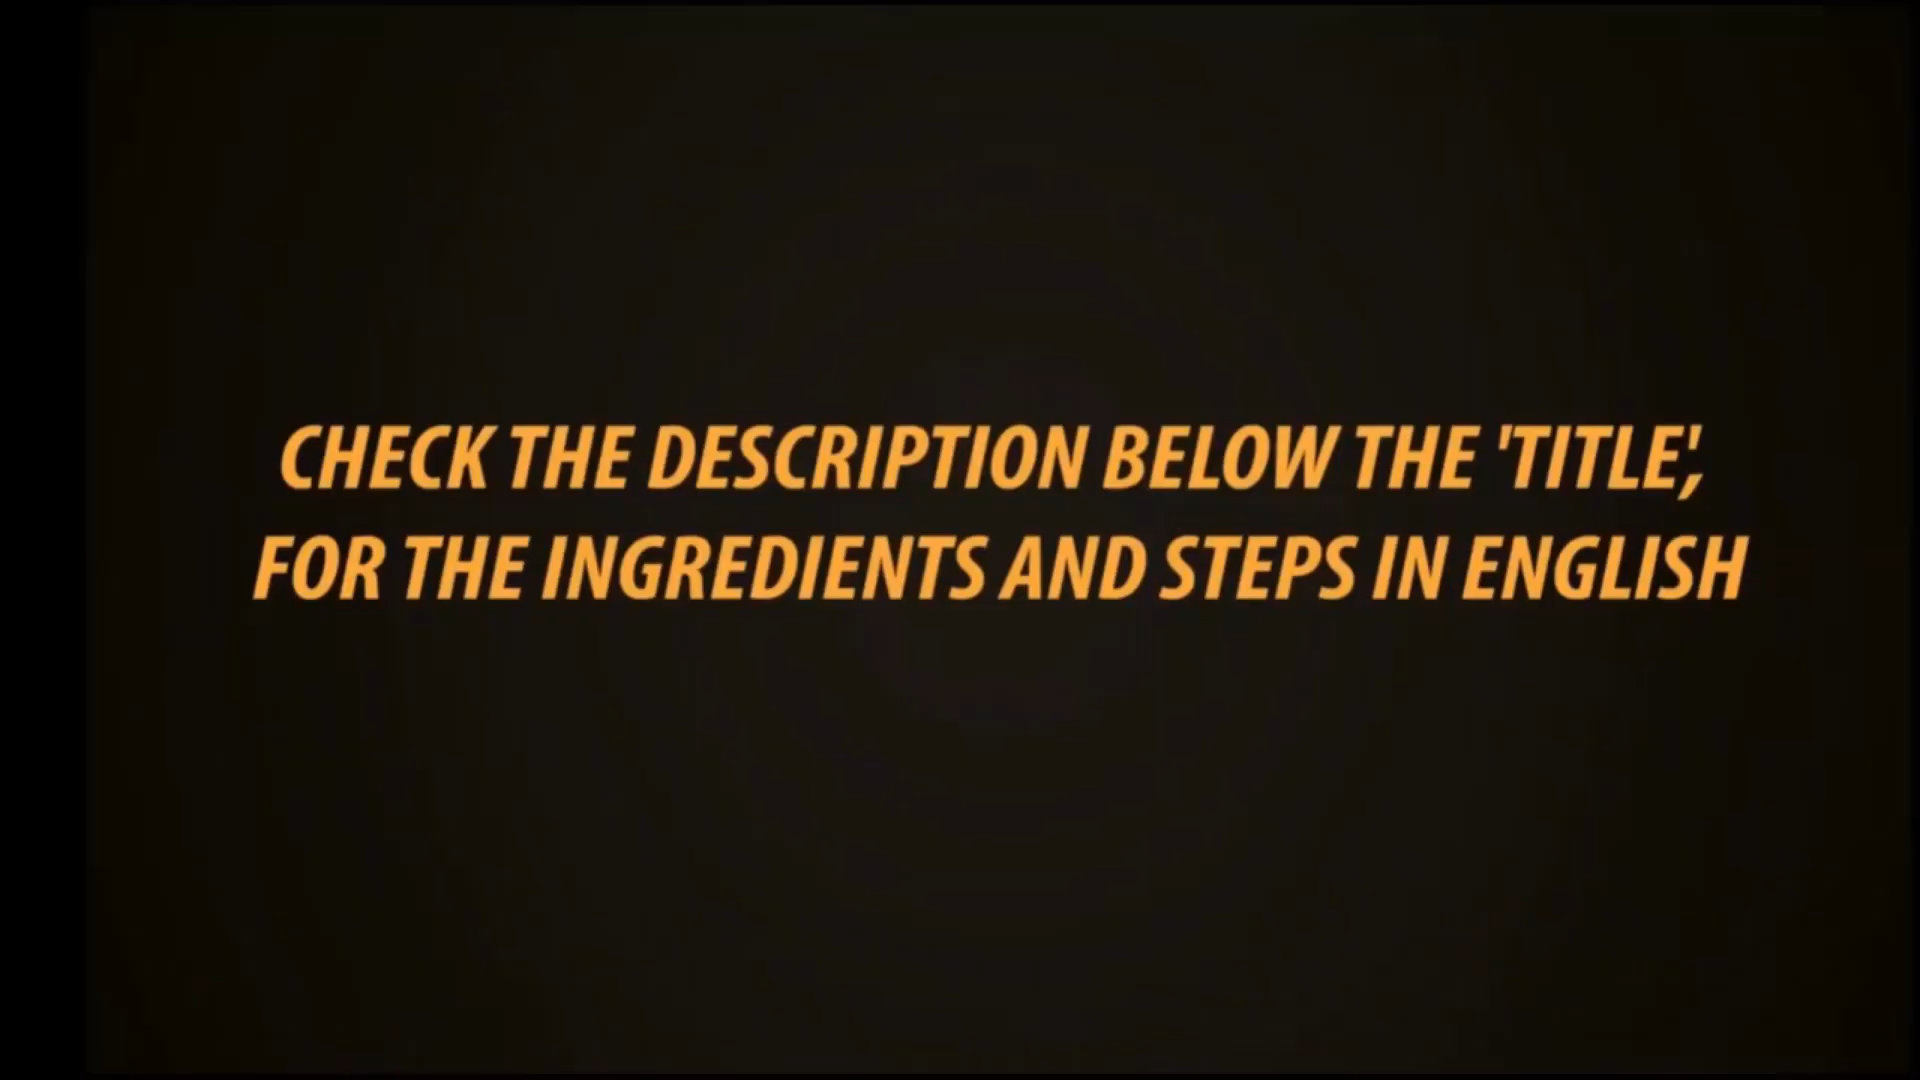 CHECK THE DESCRIPTION BELOW THE 'TITLE',
FOR THE INGREDIENTS AND STEPS IN ENGLISH